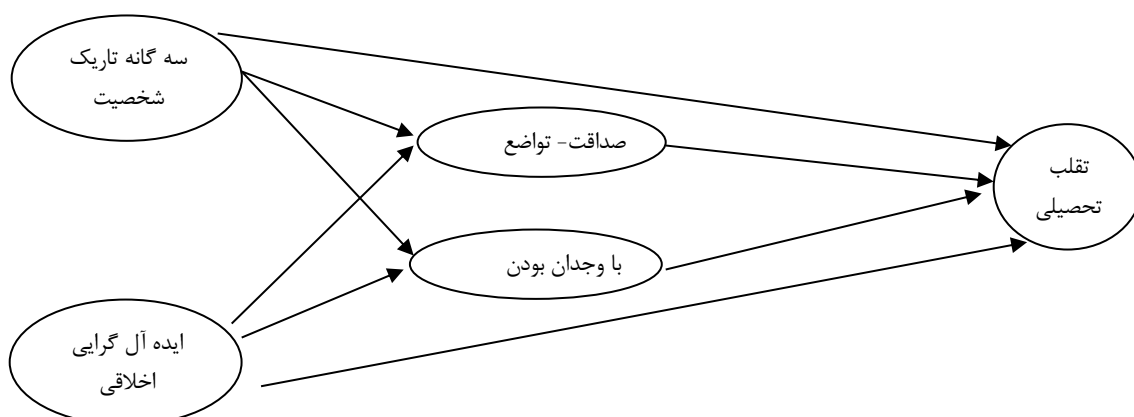 سه گانه تاریک
شخصیت
صداقت- تواضع
تقلب
تحصیلی
با وجدان بودن
ایده آل گرایی
اخلاقی